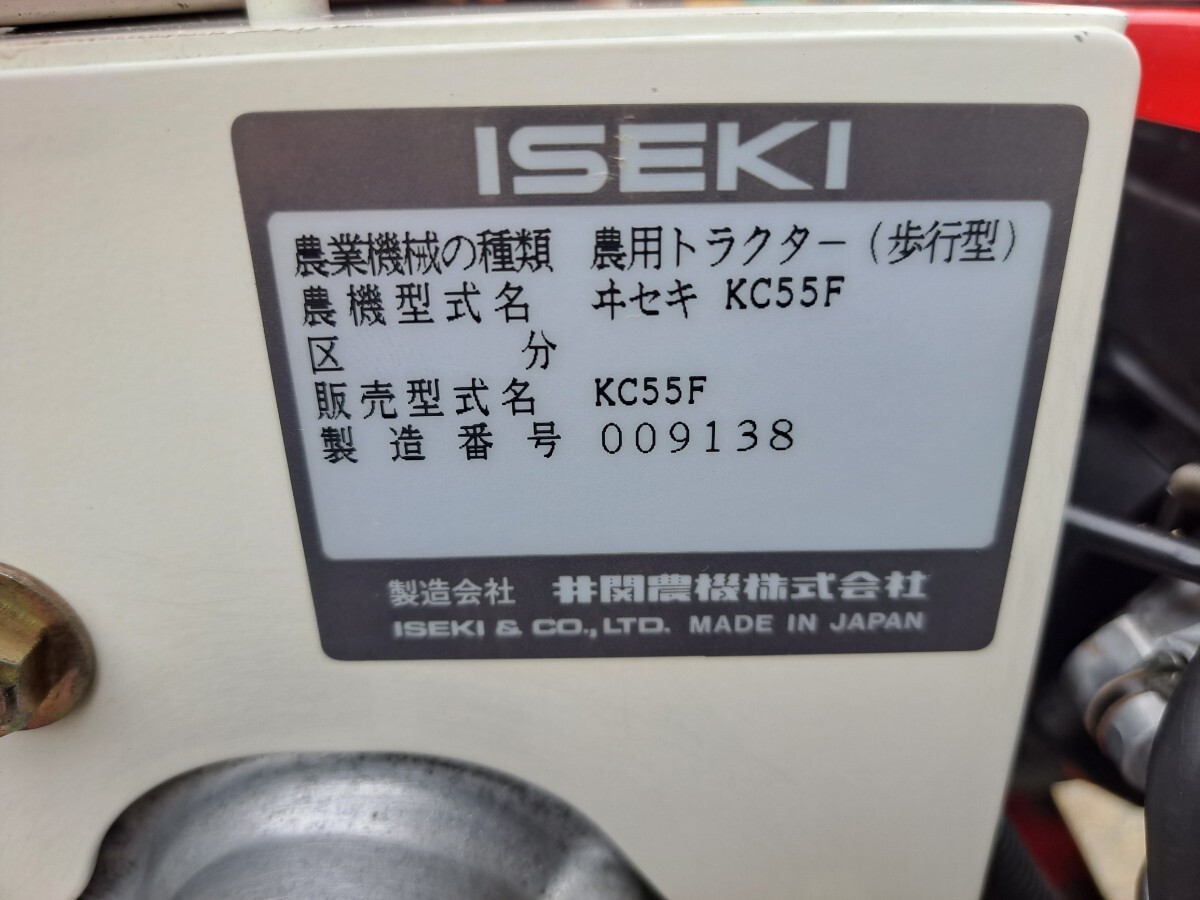 ISEKI
農業機械の種類 農用トラクター(歩行型)
農機型式名 ヰセキ KC55F
区分
販売型式名 KC55F
製造番号 009138
製造会社 井関農機株式会社
ISEKI & CO., LTD. MADE IN JAPAN